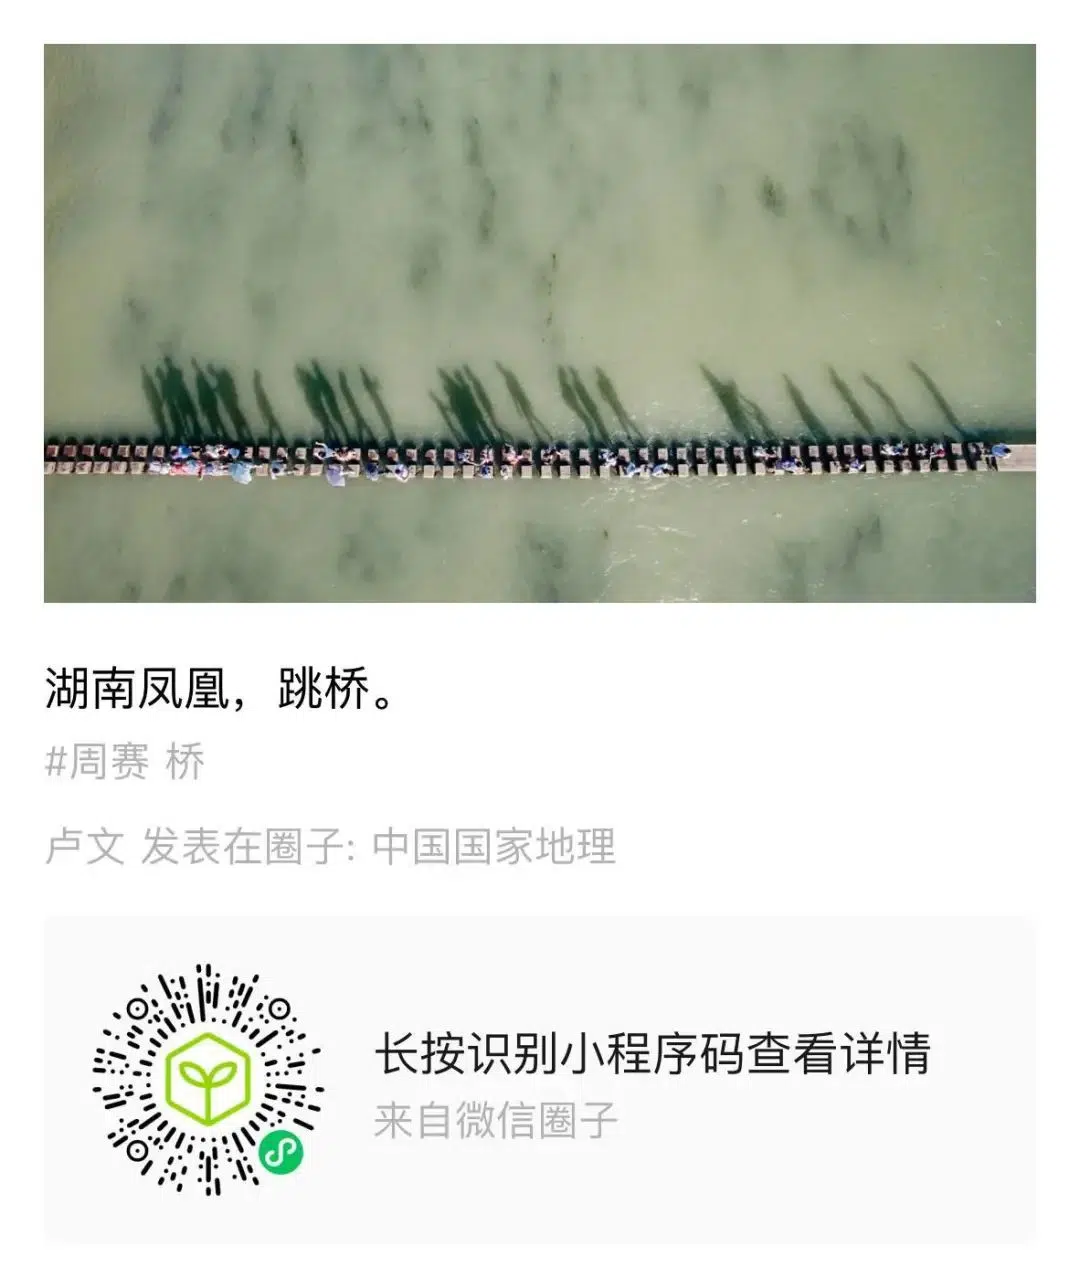 湖南凤凰，跳桥。
#周赛 桥
卢文 发表在圈子: 中国国家地理
长按识别小程序码查看详情
来自微信圈子